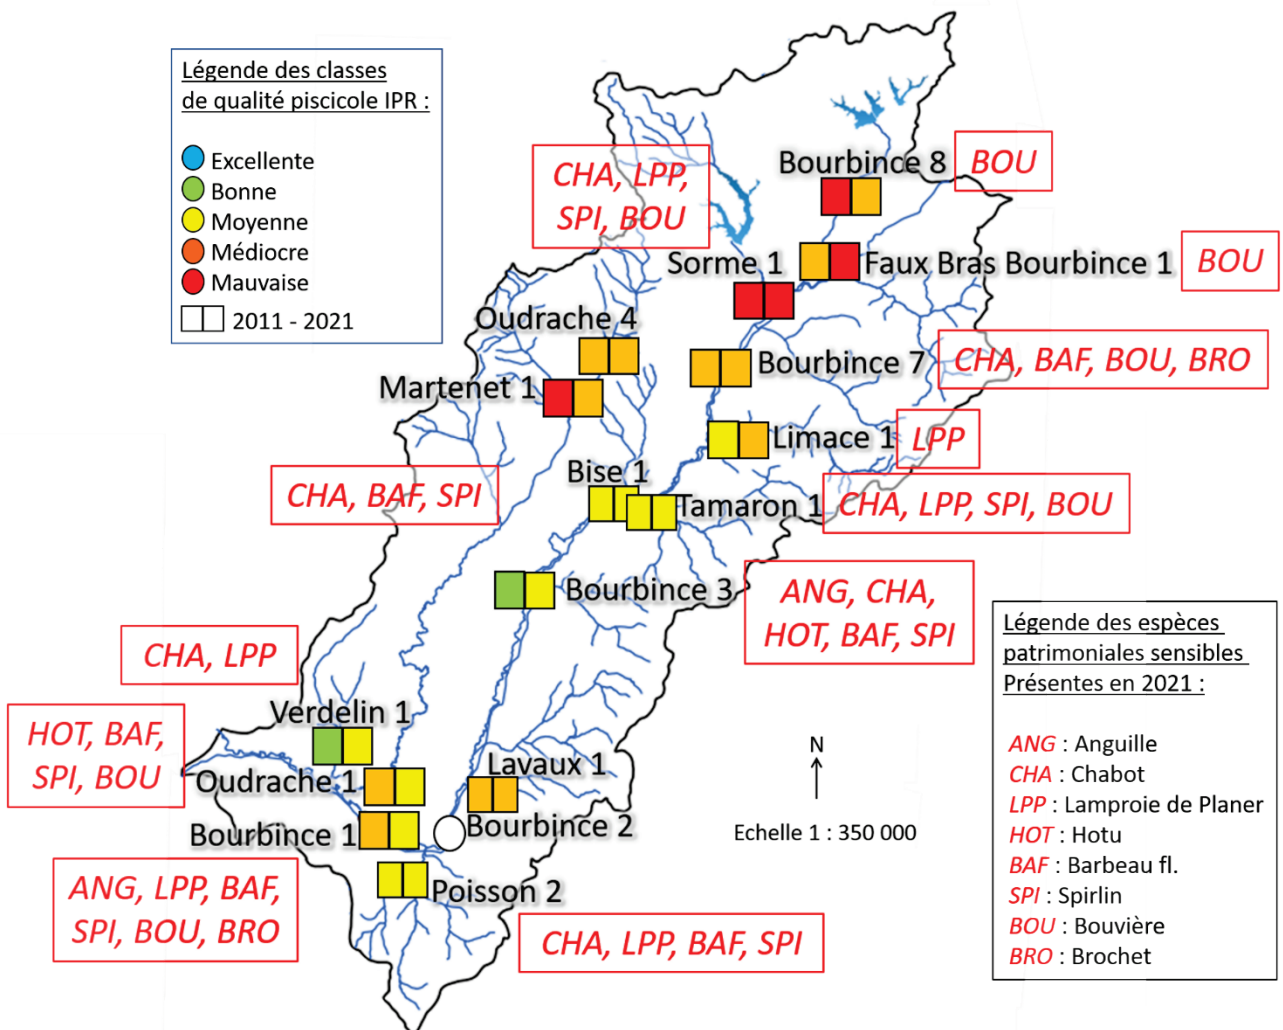 Légende des classes
de qualité piscicole IPR :
Excellente
Bonne
Moyenne
Médiocre
Mauvaise
2011 - 2021
CHA, LPP,
SPI, BOU
Bourbince 8
BOU
Sorme 1
Faux Bras Bourbince 1
BOU
Oudrache 4
Martenet 1
Bourbince 7
CHA, BAF, BOU, BRO
Limace 1
LPP
Bise 1
CHA, BAF, SPI
Tamaron 1
CHA, LPP, SPI, BOU
Bourbince 3
ANG, CHA,
HOT, BAF, SPI
CHA, LPP
Verdelin 1
HOT, BAF,
SPI, BOU
Oudrache 1
Lavaux 1
Bourbince 1
Bourbince 2
Poisson 2
ANG, LPP, BAF,
SPI, BOU, BRO
CHA, LPP, BAF, SPI
N
Echelle 1 : 350 000
Légende des espèces
patrimoniales sensibles
Présentes en 2021 :
ANG : Anguille
CHA : Chabot
LPP : Lamproie de Planer
HOT : Hotu
BAF : Barbeau fl.
SPI : Spirlin
BOU : Bouvière
BRO : Brochet